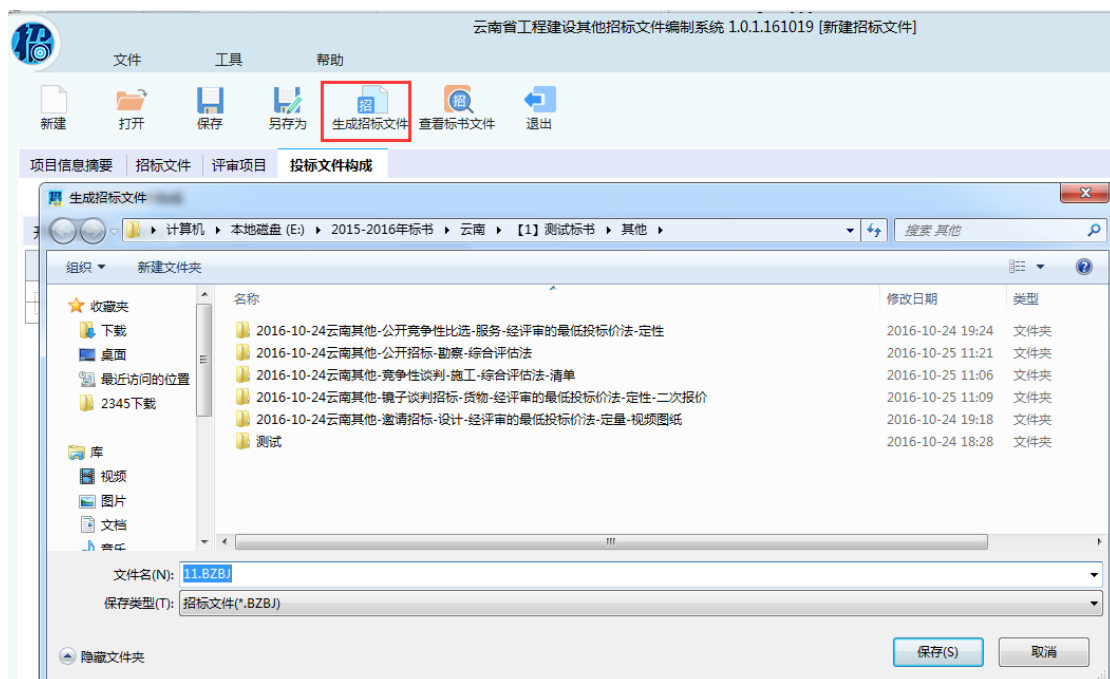 云南省工程建设其他招标文件编制系统 1.0.1.161019 [新建招标文件]
招
文件 工具 帮助
招 招
新建 打开 保存 另存为 生成招标文件 查看标书文件 退出
项目信息摘要 招标文件 评审项目 投标文件构成
生成招标文件
计算机 本地磁盘 (E:) 2015-2016年标书 云南 【1】测试标书 其他 搜索 其他
组织 新建文件夹
名称 修改日期 类型
收藏夹
下载
桌面
最近访问的位置
2345下载
库
视频
图片
文档
音乐
2016-10-24云南其他-公开竞争性比选-服务-经评审的最低投标价法-定性 2016-10-24 19:24 文件夹
2016-10-24云南其他-公开招标-勘察-综合评估法 2016-10-25 11:21 文件夹
2016-10-24云南其他-竞争性谈判-施工-综合评估法-清单 2016-10-25 11:06 文件夹
2016-10-24云南其他-镜子谈判招标-货物-经评审的最低投标价法-定性-二次报价 2016-10-25 11:09 文件夹
2016-10-24云南其他-邀请招标-设计-经评审的最低投标价法-定量-视频图纸 2016-10-24 19:18 文件夹
测试 2016-10-24 18:28 文件夹
文件名(N): 11.BZBJ
保存类型(T): 招标文件(*.BZBJ)
隐藏文件夹 保存(S) 取消